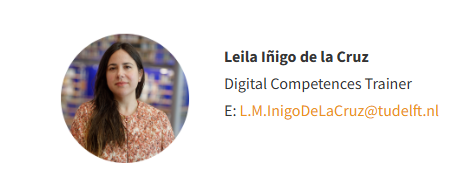 Leila Iñigo de la Cruz
Digital Competences Trainer
E: L.M.InigoDeLaCruz@tudelft.nl